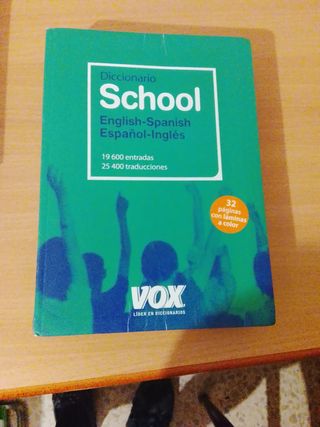 Diccionario
School
English-Spanish
Español-Inglés
19 600 entradas
25 400 traducciones
32
páginas
con láminas
a color
VOX
LÍDER EN DICCIONARIOS